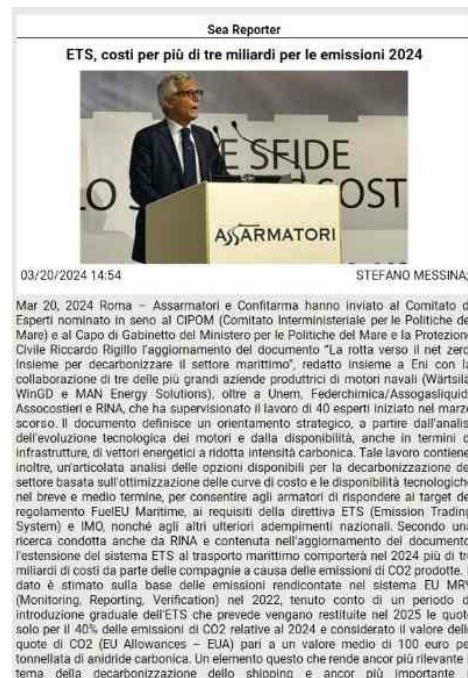 Sea Reporter
ETS, costi per più di tre miliardi per le emissioni 2024
E SFIDE
LO
COST
ASSARMATORI
03/20/2024 14:54
STEFANO MESSINA;
Mar 20, 2024 Roma – Assarmatori e Confitarma hanno inviato al Comitato d
Esperti nominato in seno al CIPOM (Comitato Interministeriale per le Politiche de
Mare) e al Capo di Gabinetto del Ministero per le Politiche del Mare e la Protezione
Civile Riccardo Rigillo l'aggiornamento del documento "La rotta verso il net zero
Insieme per decarbonizzare il settore marittimo", redatto insieme a Eni con la
collaborazione di tre delle più grandi aziende produttrici di motori navali (Wärtsilä
WinGD e MAN Energy Solutions), oltre a Unem, Federchimica/Assogasliquid
Assocostieri e RINA, che ha supervisionato il lavoro di 40 esperti iniziato nel marzo
scorso. Il documento definisce un orientamento strategico, a partire dall'analisi
dell'evoluzione tecnologica dei motori e dalla disponibilità, anche in termini d
infrastrutture, di vettori energetici a ridotta intensità carbonica. Tale lavoro contiene
inoltre, un'articolata analisi delle opzioni disponibili per la decarbonizzazione de
settore basata sull'ottimizzazione delle curve di costo e le disponibilità tecnologiche
nel breve e medio termine, per consentire agli armatori di rispondere ai target de
regolamento FuelEU Maritime, ai requisiti della direttiva ETS (Emission Trading
System) e IMO, nonché agli altri ulteriori adempimenti nazionali. Secondo una
ricerca condotta anche da RINA e contenuta nell'aggiornamento del documento
l'estensione del sistema ETS al trasporto marittimo comporterà nel 2024 più di tre
miliardi di costi da parte delle compagnie a causa delle emissioni di CO2 prodotte.
dato è stimato sulla base delle emissioni rendicontate nel sistema EU MRV
(Monitoring, Reporting, Verification) nel 2022, tenuto conto di un periodo d
introduzione graduale dell'ETS che prevede vengano restituite nel 2025 le quote
solo per il 40% delle emissioni di CO2 relative al 2024 e considerato il valore delle
quote di CO2 (EU Allowances – EUA) pari a un valore medio di 100 euro per
tonnellata di anidride carbonica. Un elemento questo che rende ancor più rilevante
tema della decarbonizzazione dello shipping e ancor più importante